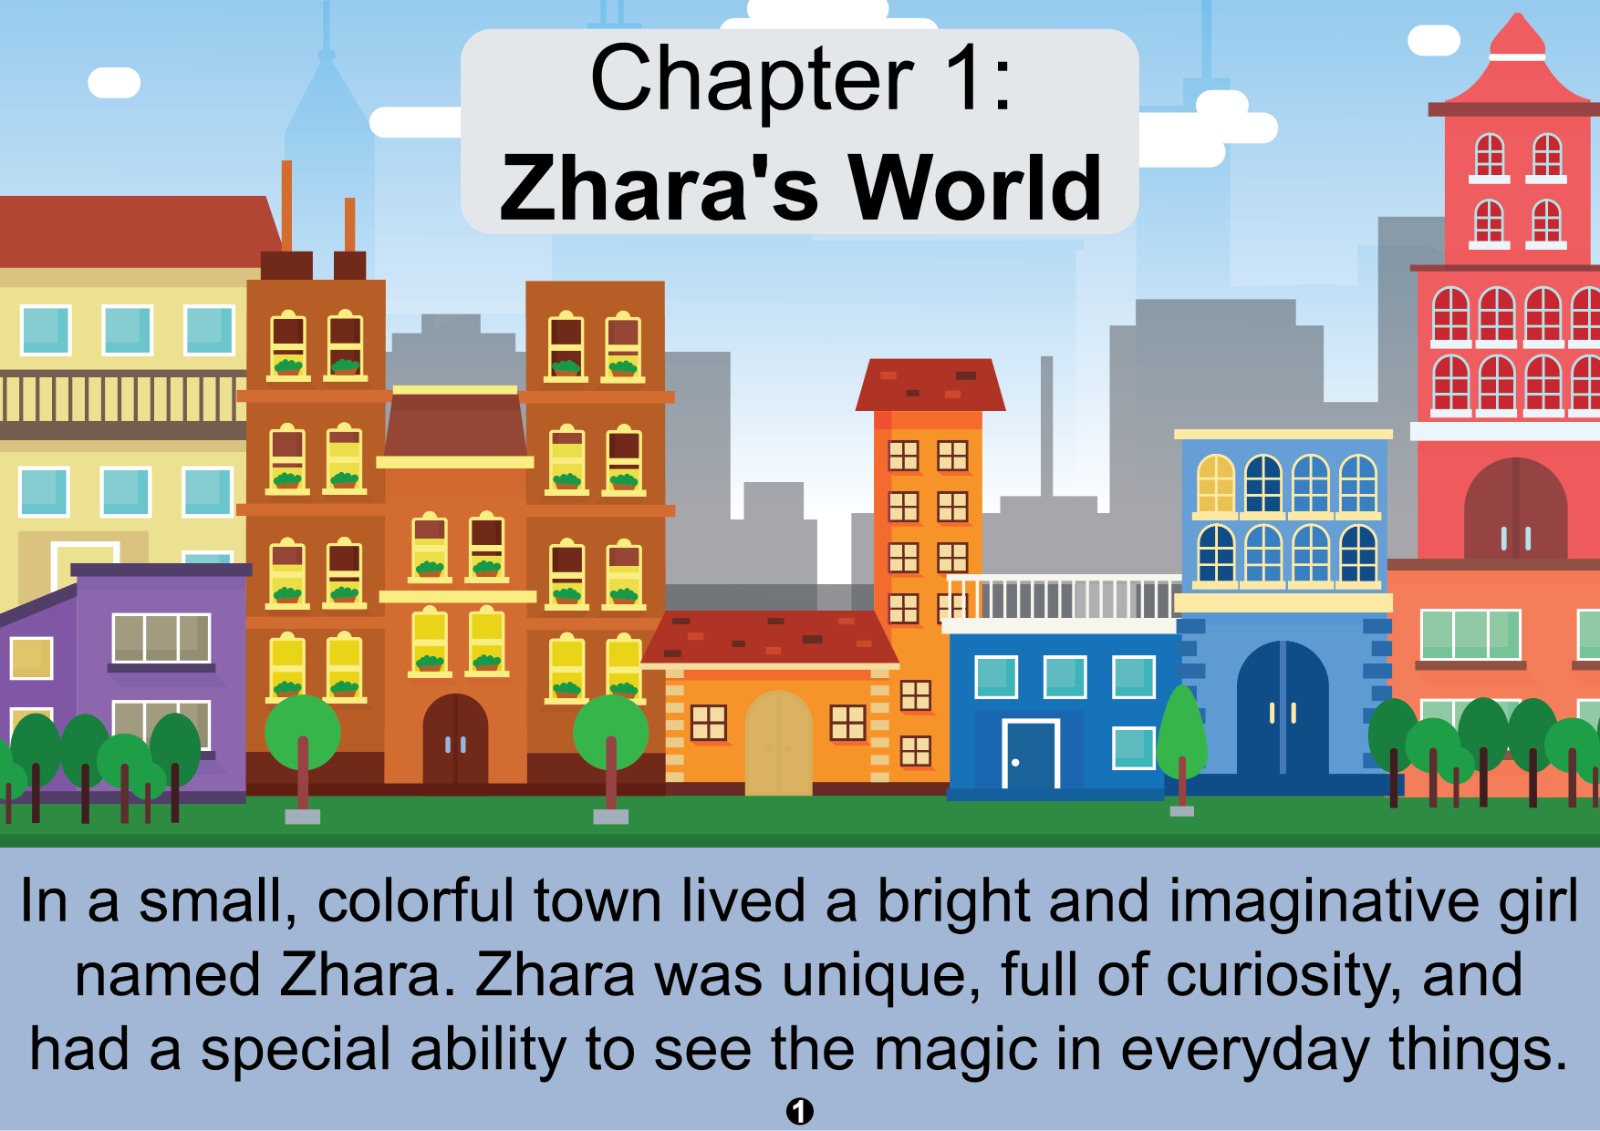 Chapter 1:
Zhara's World
In a small, colorful town lived a bright and imaginative girl
named Zhara. Zhara was unique, full of curiosity, and
had a special ability to see the magic in everyday things.
1